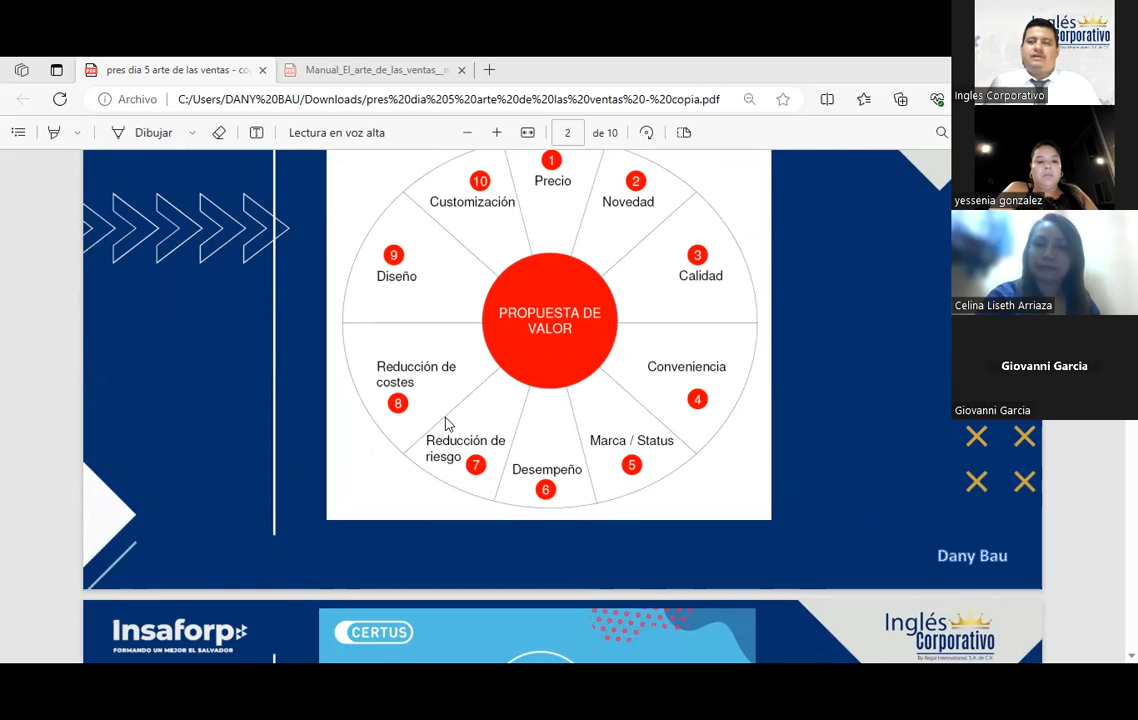 pres dia 5 arte de las ventas - co
Manual_El_arte_de_las_ventas_
Archivo
C:/Users/DANY%20BAU/Downloads/pres%20dia%205%20arte%20de%20las%20ventas%20-%20copia.pdf
Dibujar
Lectura en voz alta
2
de 10
1
Precio
10
Customización
2
Novedad
9
Diseño
3
Calidad
PROPUESTA DE
VALOR
Reducción de
costes
8
Conveniencia
4
Reducción de
riesgo
7
Desempeño
6
Marca / Status
5
Dany Bau
Insaforp
FORMANDO UN MEJOR EL SALVADOR
CERTUS
Inglés
Corporativo
By Regal International, S.A. de C.V.
Inglés
Corporativo
Ingles Corporativo
yessenia gonzalez
Celina Liseth Arriaza
Giovanni Garcia
Giovanni Garcia